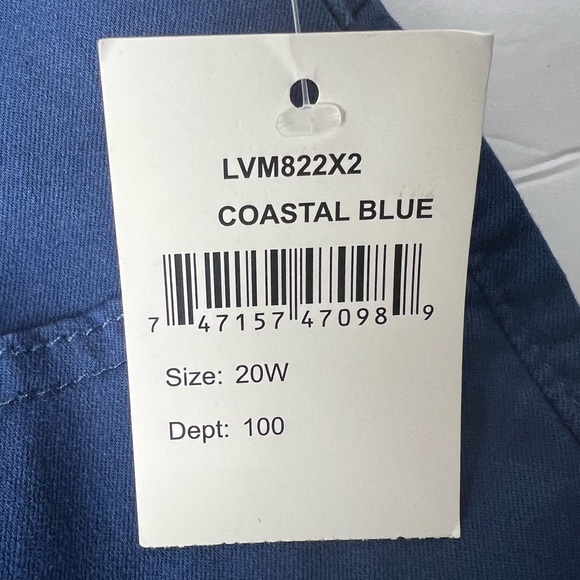 LVM822X2
COASTAL BLUE
7 47157 47098 9
Size: 20W
Dept: 100